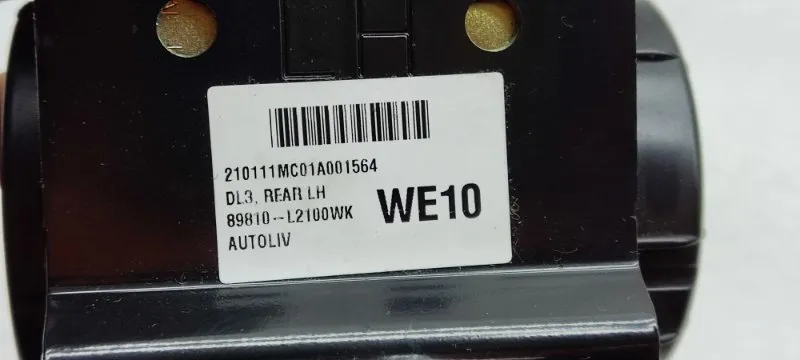 210111MC01A001564
DL3, REAR LH
89810--L2100WK
AUTOLIV
WE10